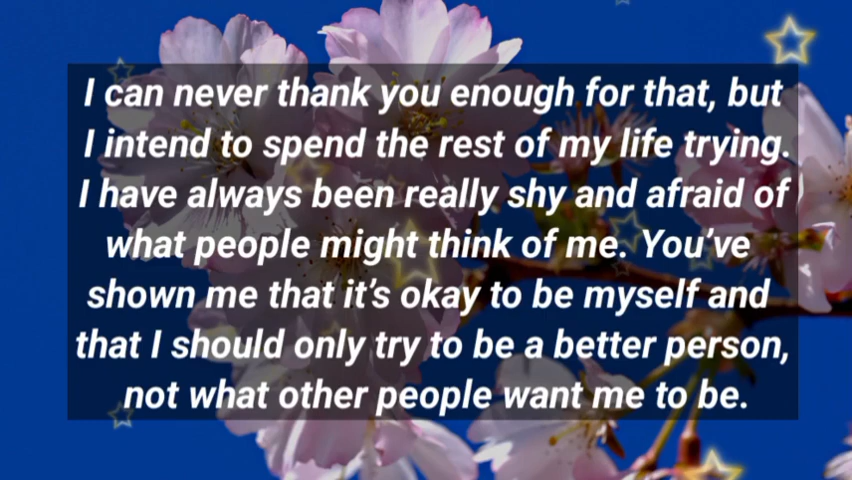 I can never thank you enough for that, but
I intend to spend the rest of my life trying.
I have always been really shy and afraid of
what people might think of me. You’ve
shown me that it’s okay to be myself and
that I should only try to be a better person,
not what other people want me to be.